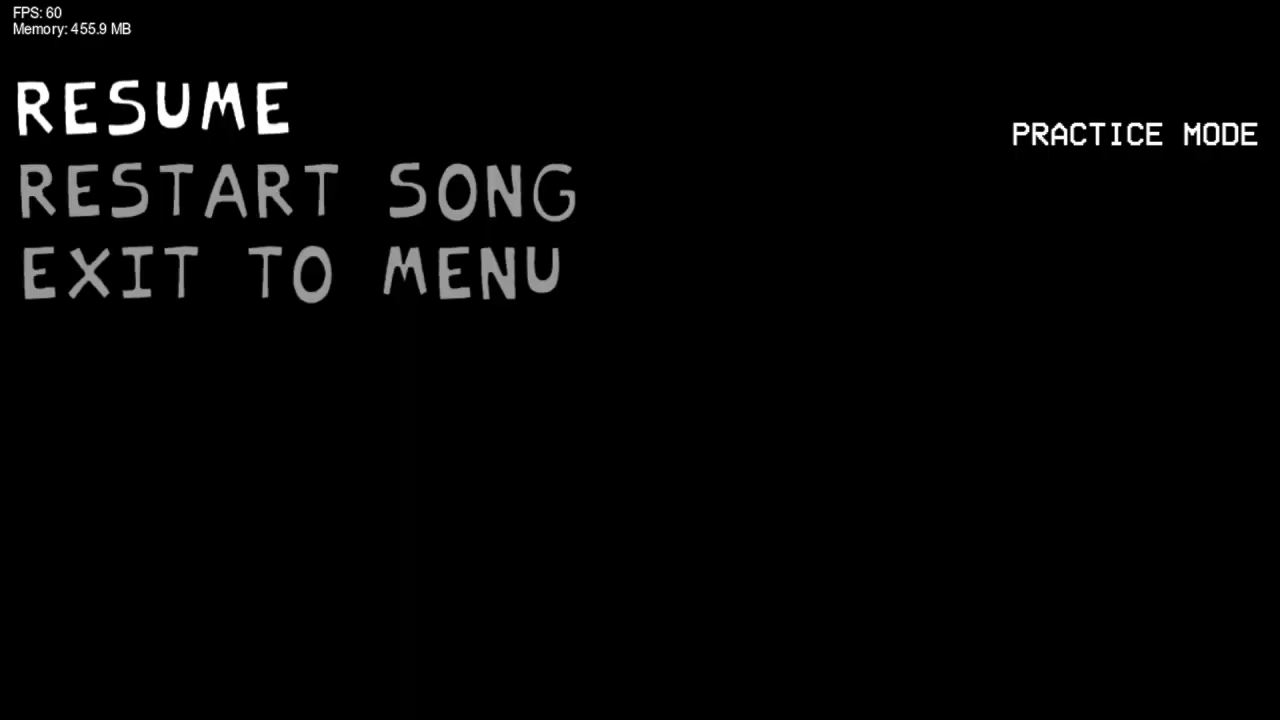 FPS: 60
Memory: 455.9 MB
RESUME
PRACTICE MODE
RESTART SONG
EXIT TO MENU